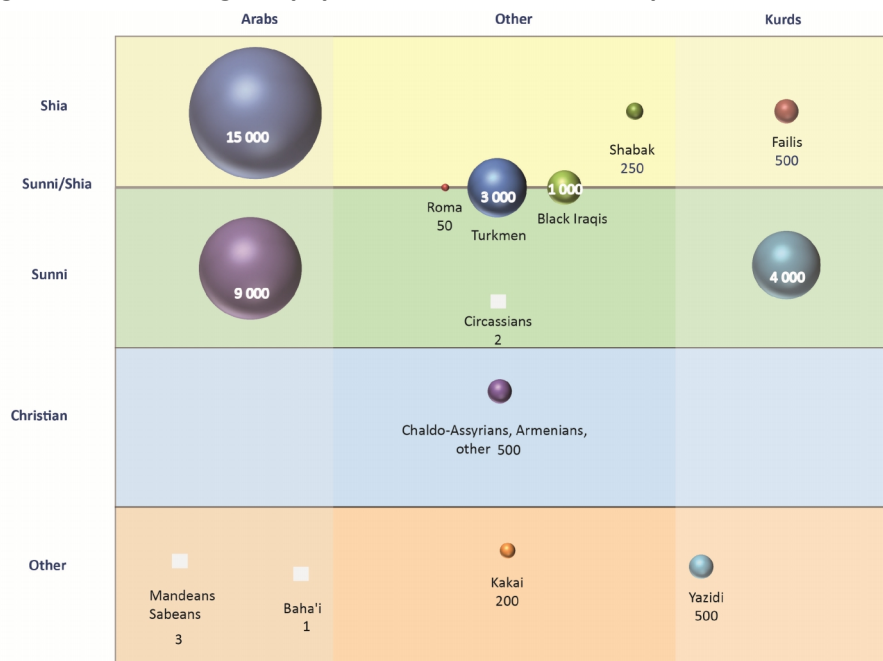 Arabs
Other
Kurds
Shia
15 000
Shabak
250
Failis
500
Sunni/Shia
Roma
50
3 000
Turkmen
1 000
Black Iraqis
Sunni
9 000
4 000
Circassians
2
Christian
Chaldo-Assyrians, Armenians,
other 500
Other
Mandeans
Sabeans
3
Baha'i
1
Kakai
200
Yazidi
500